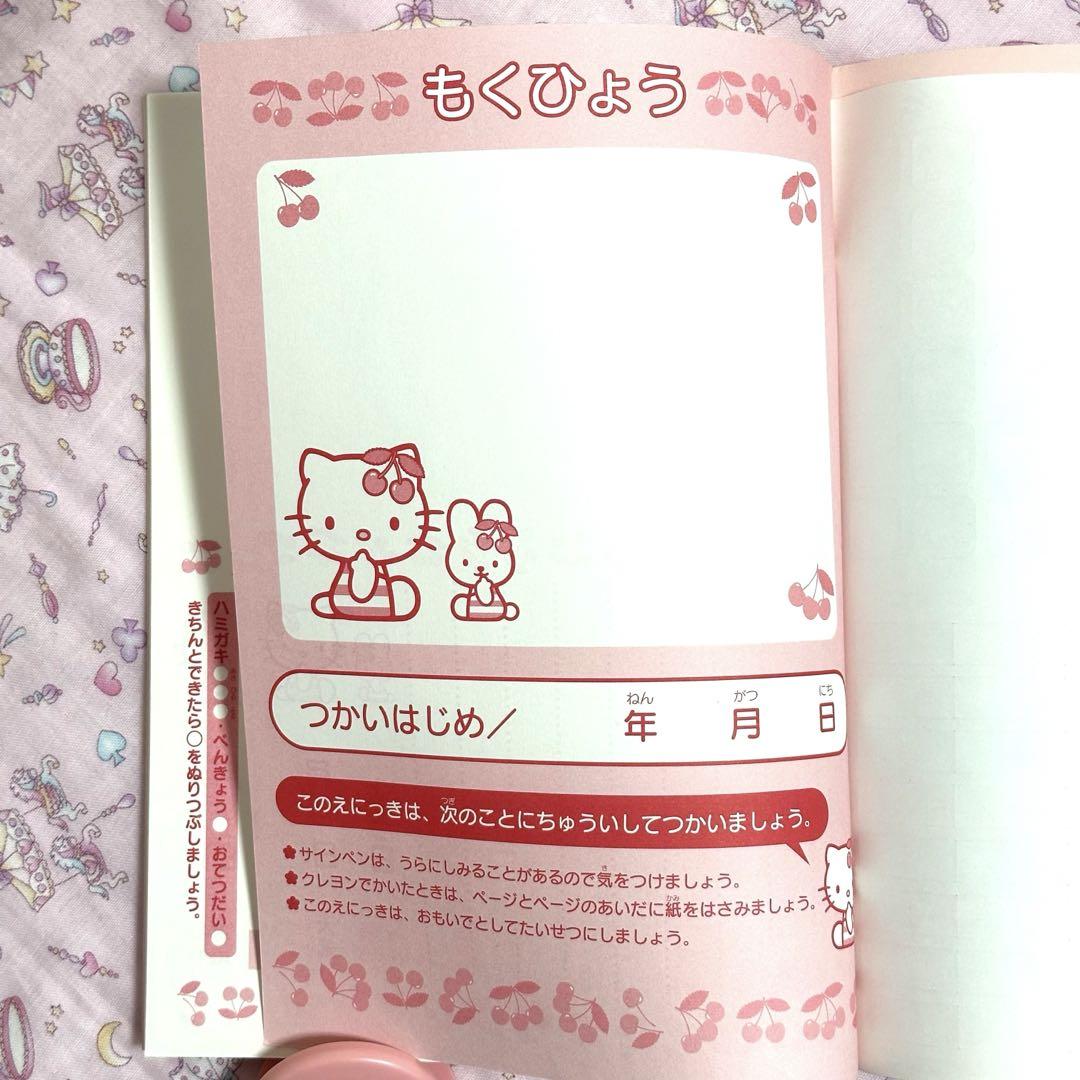 もくひょう
つかいはじめ/ 年 月 日
ねん がつ にち
このえにっきは、次のことにちゅういしてつかいましょう。
つぎ
サインペンは、うらにしみることがあるので気をつけましょう。
き
クレヨンでかいたときは、ページとページのあいだに紙をはさみましょう。
かみ
このえにっきは、おもいでとしてたいせつにしましょう。
ハミガキ●●●・べんきょう●・おてつだい●
きちんとできたら○をぬりつぶしましょう。